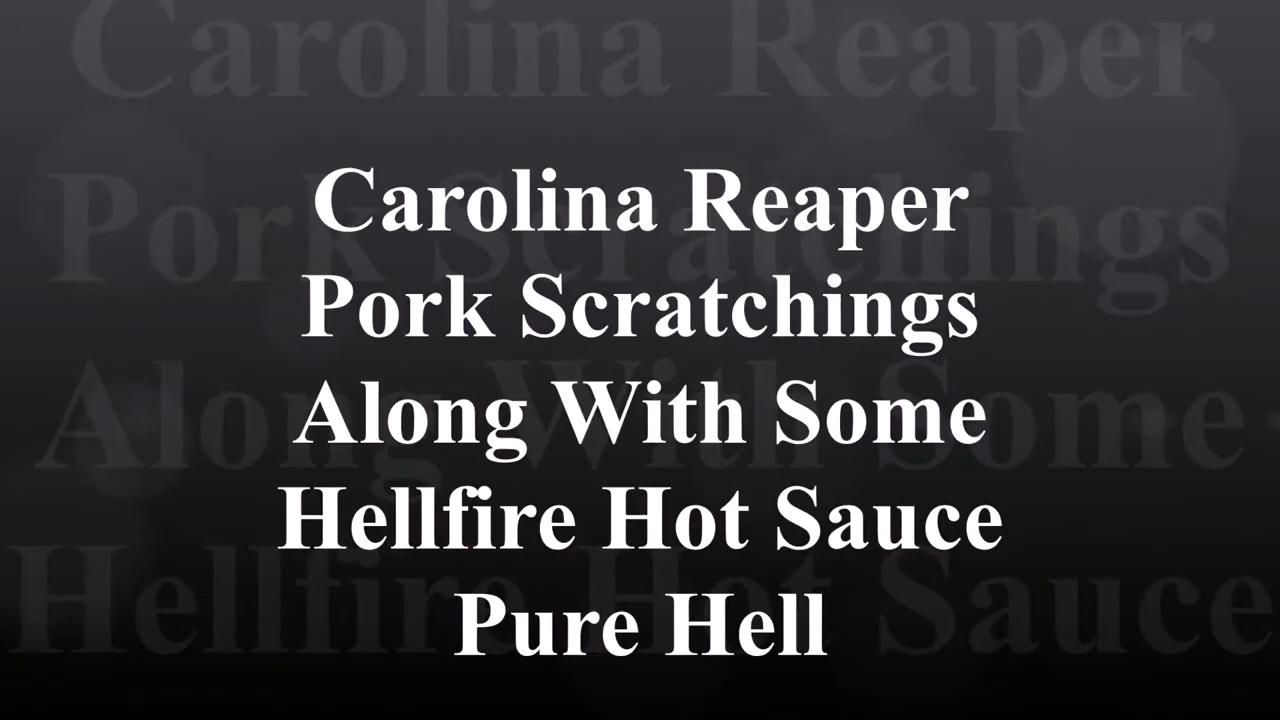 Carolina Reaper
Pork Scratchings
Along With Some
Hellfire Hot Sauce
Pure Hell